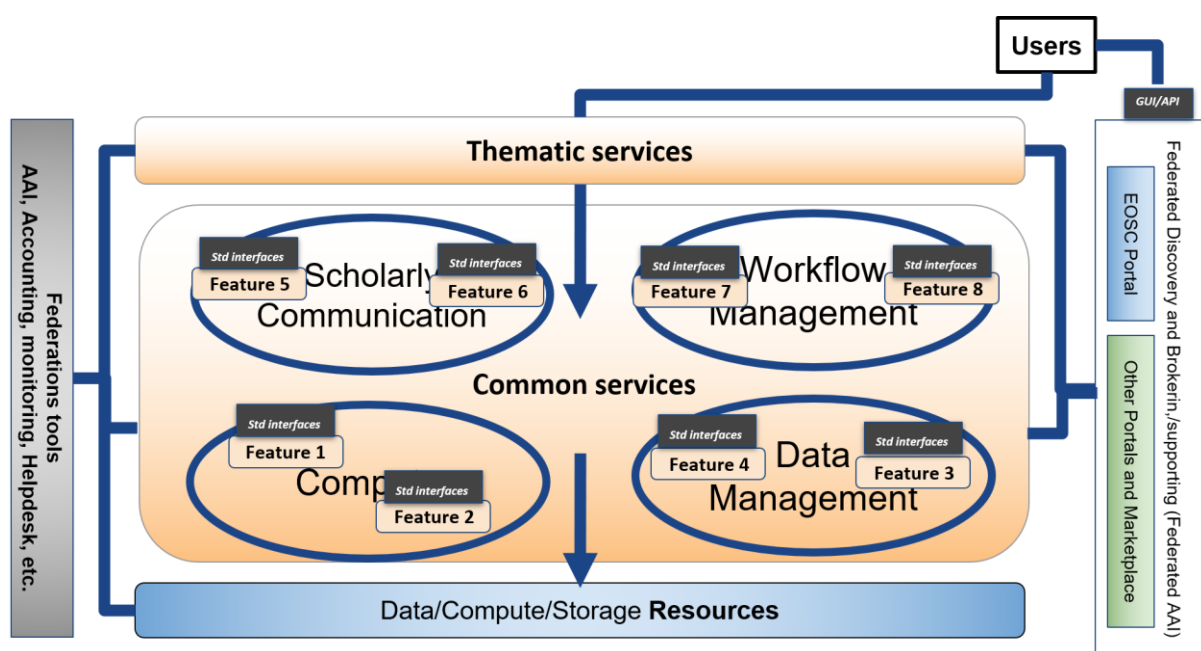 Users
GUI/API
Thematic services
Std interfaces
Feature 5
Scholarly
Std interfaces
Feature 6
Communication
Std interfaces
Feature 7
Workflow
Std interfaces
Feature 8
Management
Common services
Std interfaces
Feature 1
Std interfaces
Feature 2
Std interfaces
Feature 4
Data
Std interfaces
Feature 3
Management
Data/Compute/Storage Resources
Federations tools
AAI, Accounting, monitoring, Helpdesk, etc.
Federated Discovery and Brokerin,/supporting (Federated AAI)
EOSC Portal
Other Portals and Marketplace